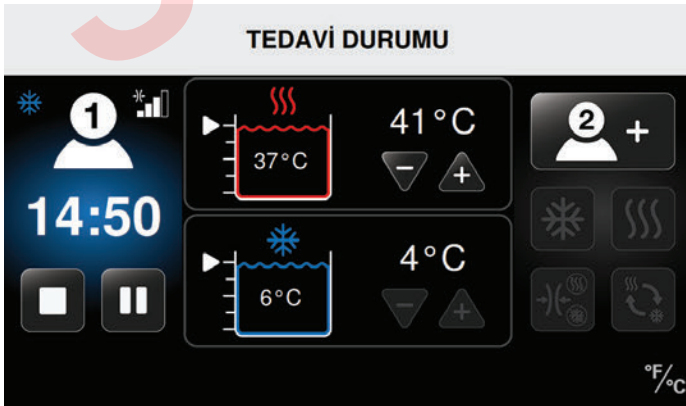 TEDAVİ DURUMU
1
14:50
37°C
41°C
-
+
6°C
4°C
-
+
2 +
°F/°C